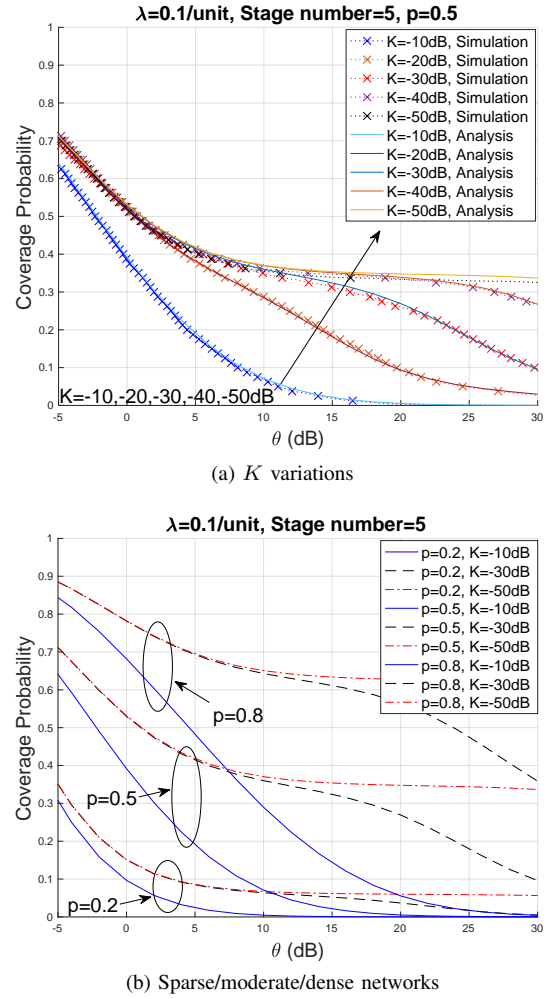 λ=0.1/unit, Stage number=5, p=0.5
K=-10dB, Simulation
K=-20dB, Simulation
K=-30dB, Simulation
K=-40dB, Simulation
K=-50dB, Simulation
K=-10dB, Analysis
K=-20dB, Analysis
K=-30dB, Analysis
K=-40dB, Analysis
K=-50dB, Analysis
1
0.9
0.8
0.7
0.6
0.5
0.4
0.3
0.2
0.1
0
Coverage Probability
K=-10,-20,-30,-40,-50dB
-5 0 5 10 15 20 25 30
θ (dB)
(a) K variations
λ=0.1/unit, Stage number=5
p=0.2, K=-10dB
p=0.2, K=-30dB
p=0.2, K=-50dB
p=0.5, K=-10dB
p=0.5, K=-30dB
p=0.5, K=-50dB
p=0.8, K=-10dB
p=0.8, K=-30dB
p=0.8, K=-50dB
1
0.9
0.8
0.7
0.6
0.5
0.4
0.3
0.2
0.1
0
Coverage Probability
p=0.8
p=0.5
p=0.2
-5 0 5 10 15 20 25 30
θ (dB)
(b) Sparse/moderate/dense networks